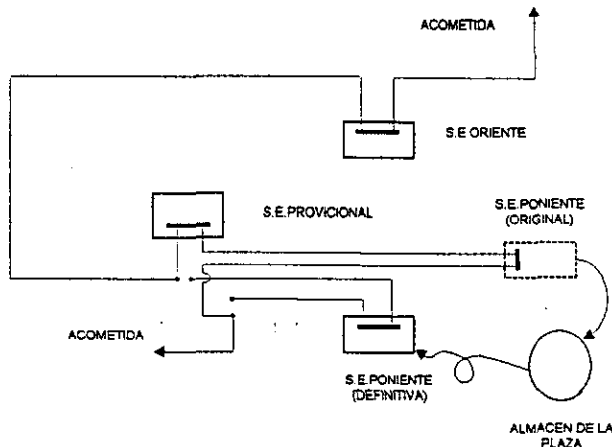 ACOMETIDA
S.E ORIENTE
S.E.PROVICIONAL
S.E.PONIENTE
(ORIGINAL)
ACOMETIDA
S.E.PONIENTE
(DEFINITIVA)
ALMACEN DE LA
PLAZA